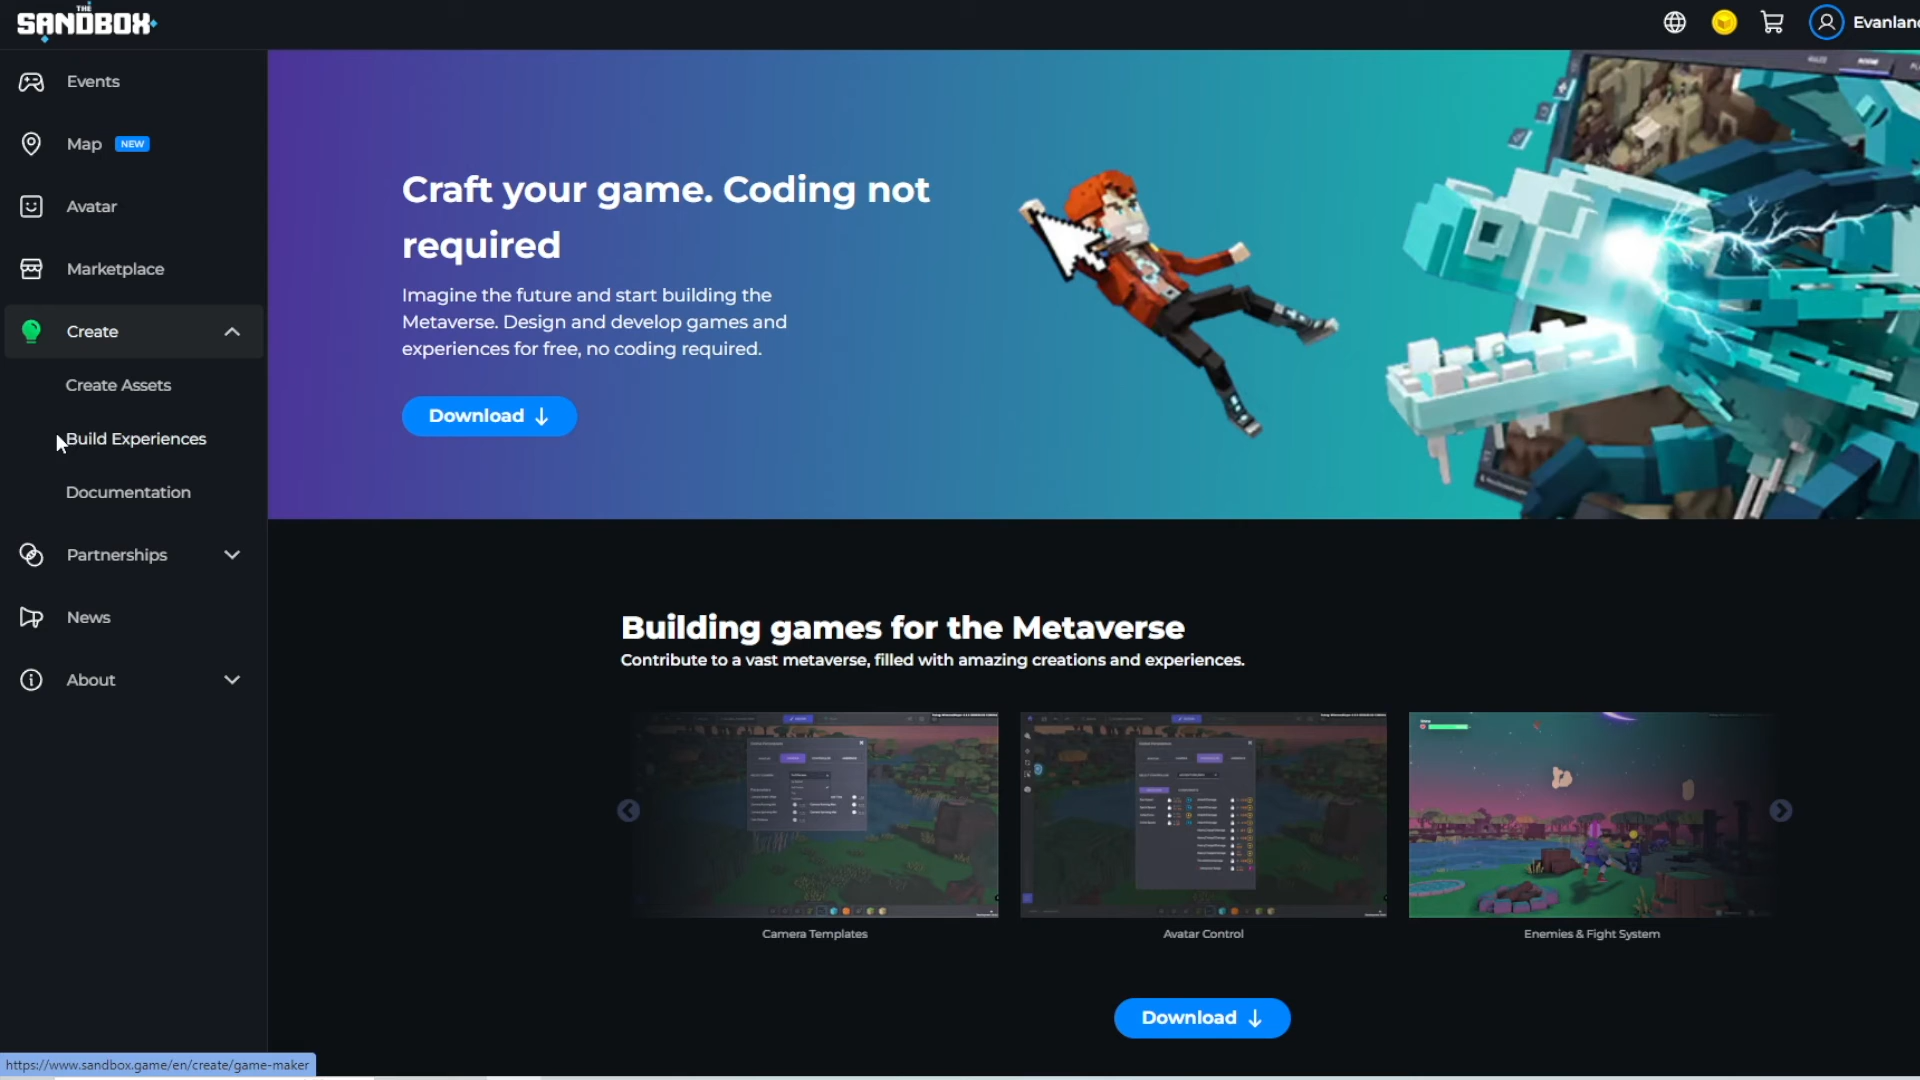 THE
SANDBOX
Evanland
Events
Map NEW
Avatar
Marketplace
Create
Create Assets
Build Experiences
Documentation
Partnerships
News
About
Craft your game. Coding not
required
Imagine the future and start building the
Metaverse. Design and develop games and
experiences for free, no coding required.
Download
Building games for the Metaverse
Contribute to a vast metaverse, filled with amazing creations and experiences.
Camera Templates
Avatar Control
Enemies & Fight System
Download
https://www.sandbox.game/en/create/game-maker